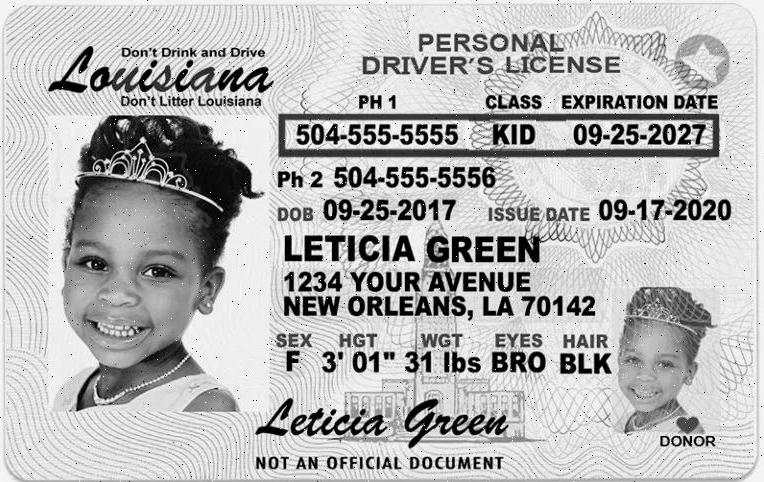 Don't Drink and Drive
Louisiana
Don't Litter Louisiana
PERSONAL
DRIVER'S LICENSE
PH 1 CLASS EXPIRATION DATE
504-555-5555 KID 09-25-2027
Ph 2 504-555-5556
DOB 09-25-2017 ISSUE DATE 09-17-2020
LETICIA GREEN
1234 YOUR AVENUE
NEW ORLEANS, LA 70142
SEX HGT WGT EYES HAIR
F 3' 01" 31 lbs BRO BLK
Leticia Green
DONOR
NOT AN OFFICIAL DOCUMENT